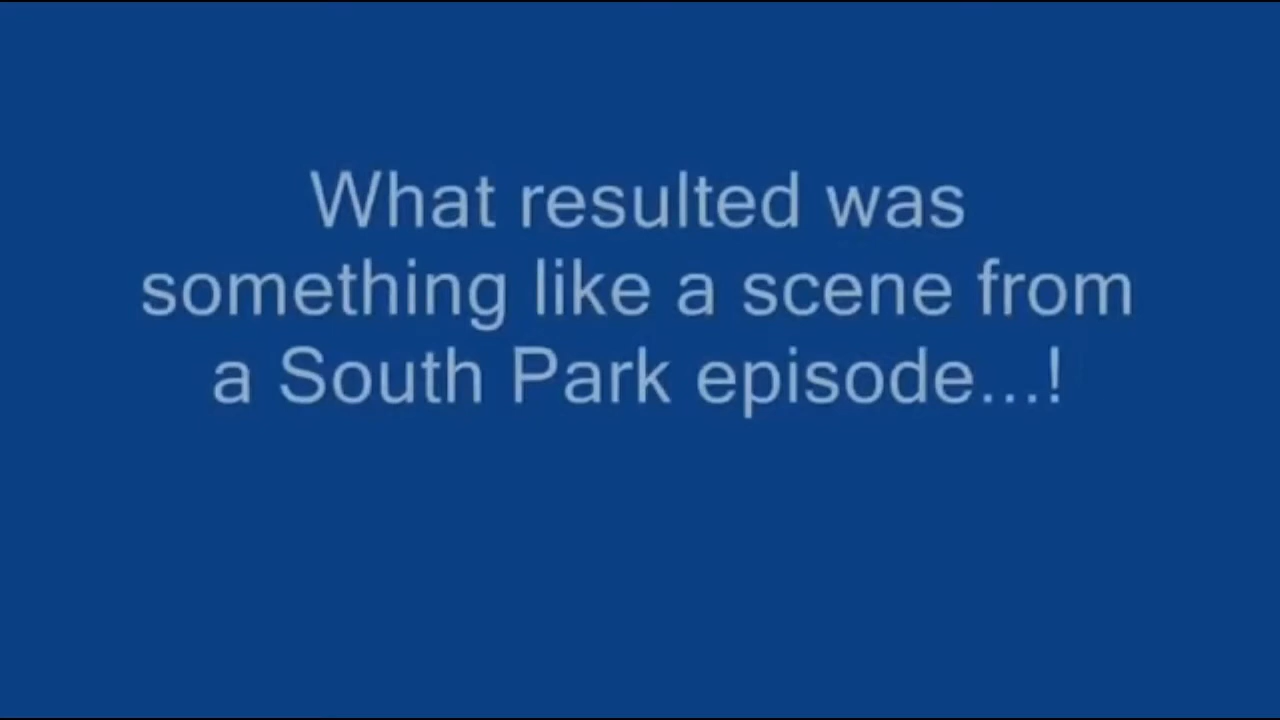 What resulted was
something like a scene from
a South Park episode...!